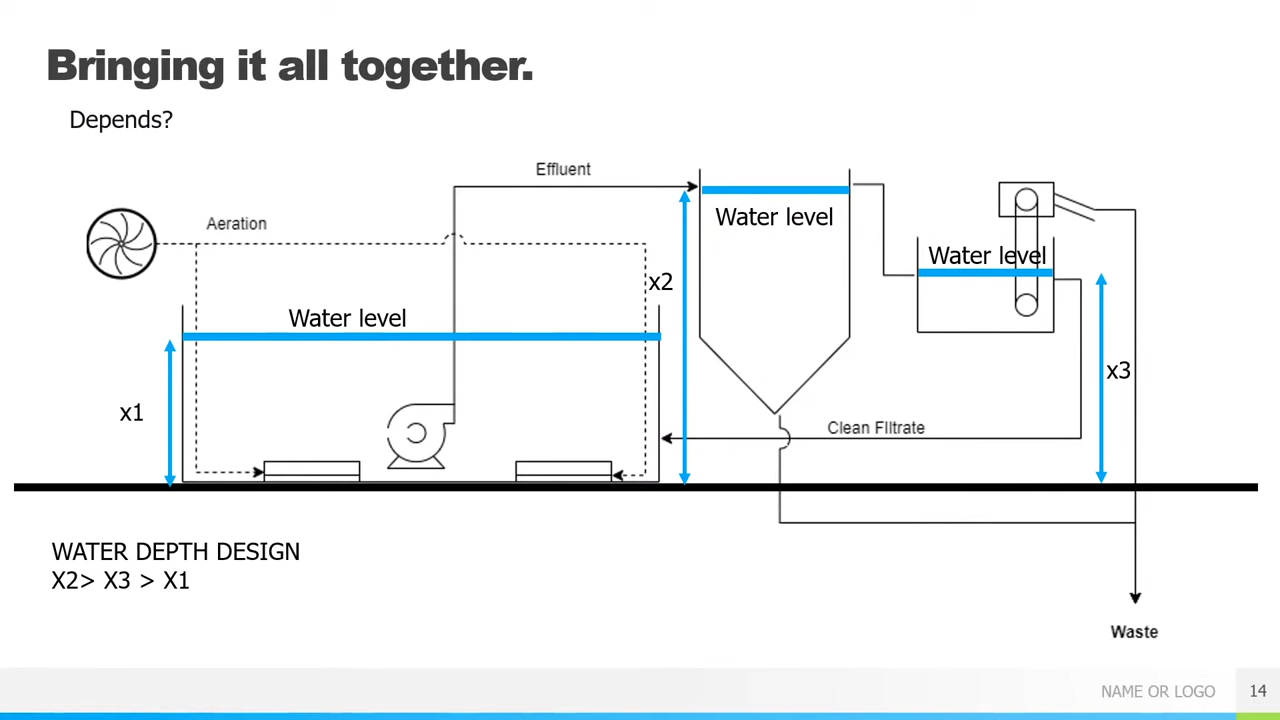 Bringing it all together.
Depends?
Effluent
Aeration
Water level
Water level
x2
Water level
x3
x1
Clean FIltrate
WATER DEPTH DESIGN
X2> X3 > X1
Waste
NAME OR LOGO
14